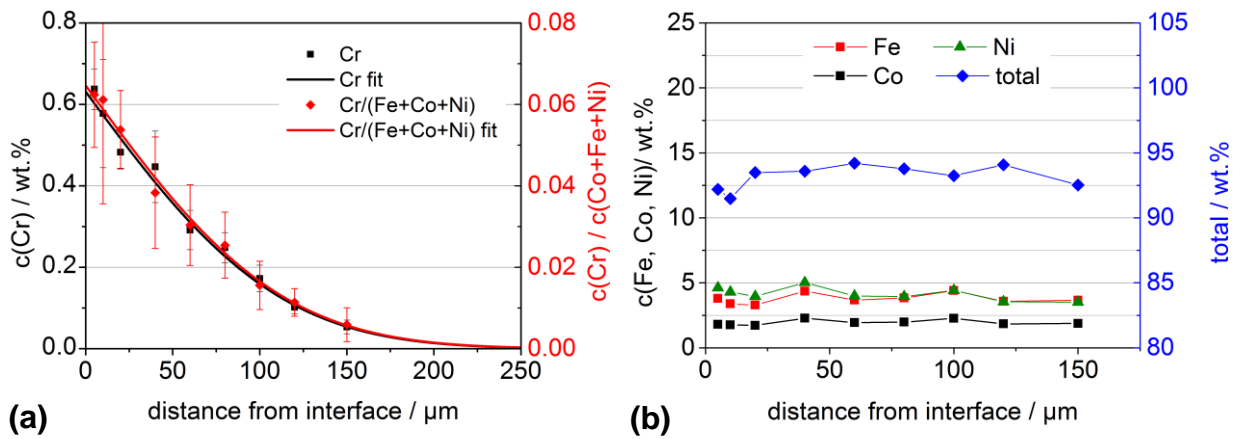 0.8
0.6
0.4
0.2
0.0
c(Cr) / wt.%
Cr
Cr fit
Cr/(Fe+Co+Ni)
Cr/(Fe+Co+Ni) fit
0.08
0.06
0.04
0.02
0.00
c(Cr) / c(Co+Fe+Ni)
0 50 100 150 200 250
distance from interface / µm
(a)
25
20
15
10
5
0
c(Fe, Co, Ni)/ wt.%
Fe Ni
Co total
105
100
95
90
85
80
total / wt.%
0 50 100 150
distance from interface / µm
(b)